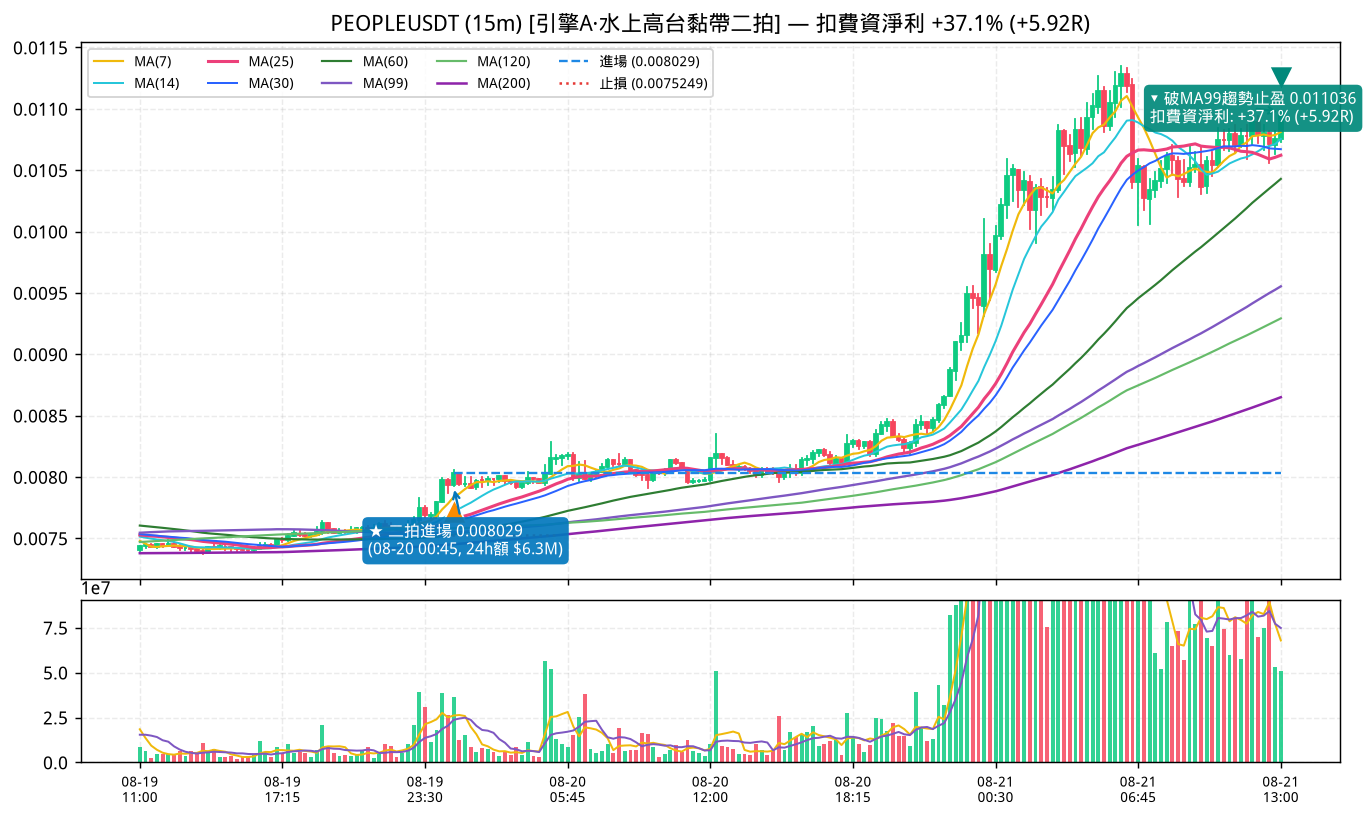 PEOPLEUSDT (15m) [引擎A·水上高台黏帶二拍] — 扣費資淨利 +37.1% (+5.92R)
MA(7)
MA(14)
MA(25)
MA(30)
MA(60)
MA(99)
MA(120)
MA(200)
進場 (0.008029)
止損 (0.0075249)
0.0115
0.0110
0.0105
0.0100
0.0095
0.0090
0.0085
0.0080
0.0075
▼ 破MA99趨勢止盈 0.011036
扣費資淨利: +37.1% (+5.92R)
★ 二拍進場 0.008029
(08-20 00:45, 24h額 $6.3M)
1e7
7.5
5.0
2.5
0.0
08-19
11:00
08-19
17:15
08-19
23:30
08-20
05:45
08-20
12:00
08-20
18:15
08-21
00:30
08-21
06:45
08-21
13:00